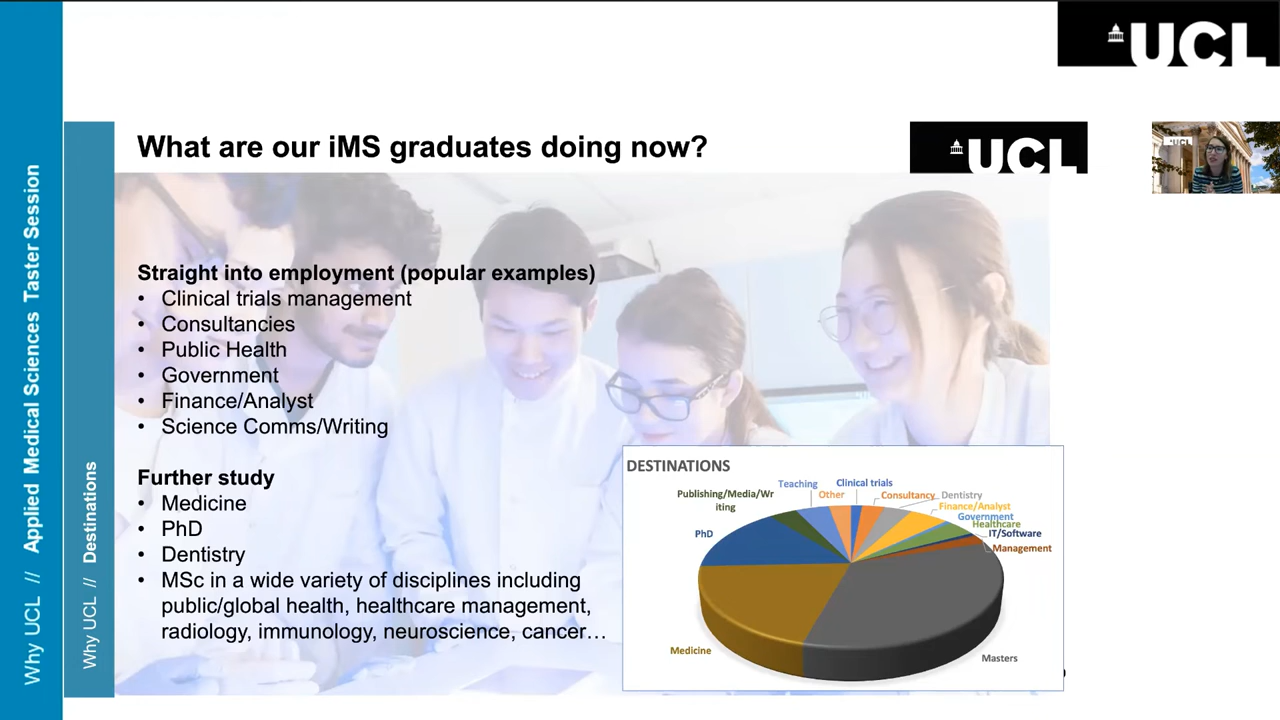 UCL
Why UCL // Applied Medical Sciences Taster Session
Why UCL // Destinations
What are our iMS graduates doing now?
UCL
UCL
Straight into employment (popular examples)
• Clinical trials management
• Consultancies
• Public Health
• Government
• Finance/Analyst
• Science Comms/Writing
Further study
• Medicine
• PhD
• Dentistry
• MSc in a wide variety of disciplines including
public/global health, healthcare management,
radiology, immunology, neuroscience, cancer…
DESTINATIONS
Clinical trials
Consultancy
Dentistry
Finance/Analyst
Government
Healthcare
IT/Software
Management
Masters
Medicine
PhD
Publishing/Media/Wr
iting
Teaching
Other